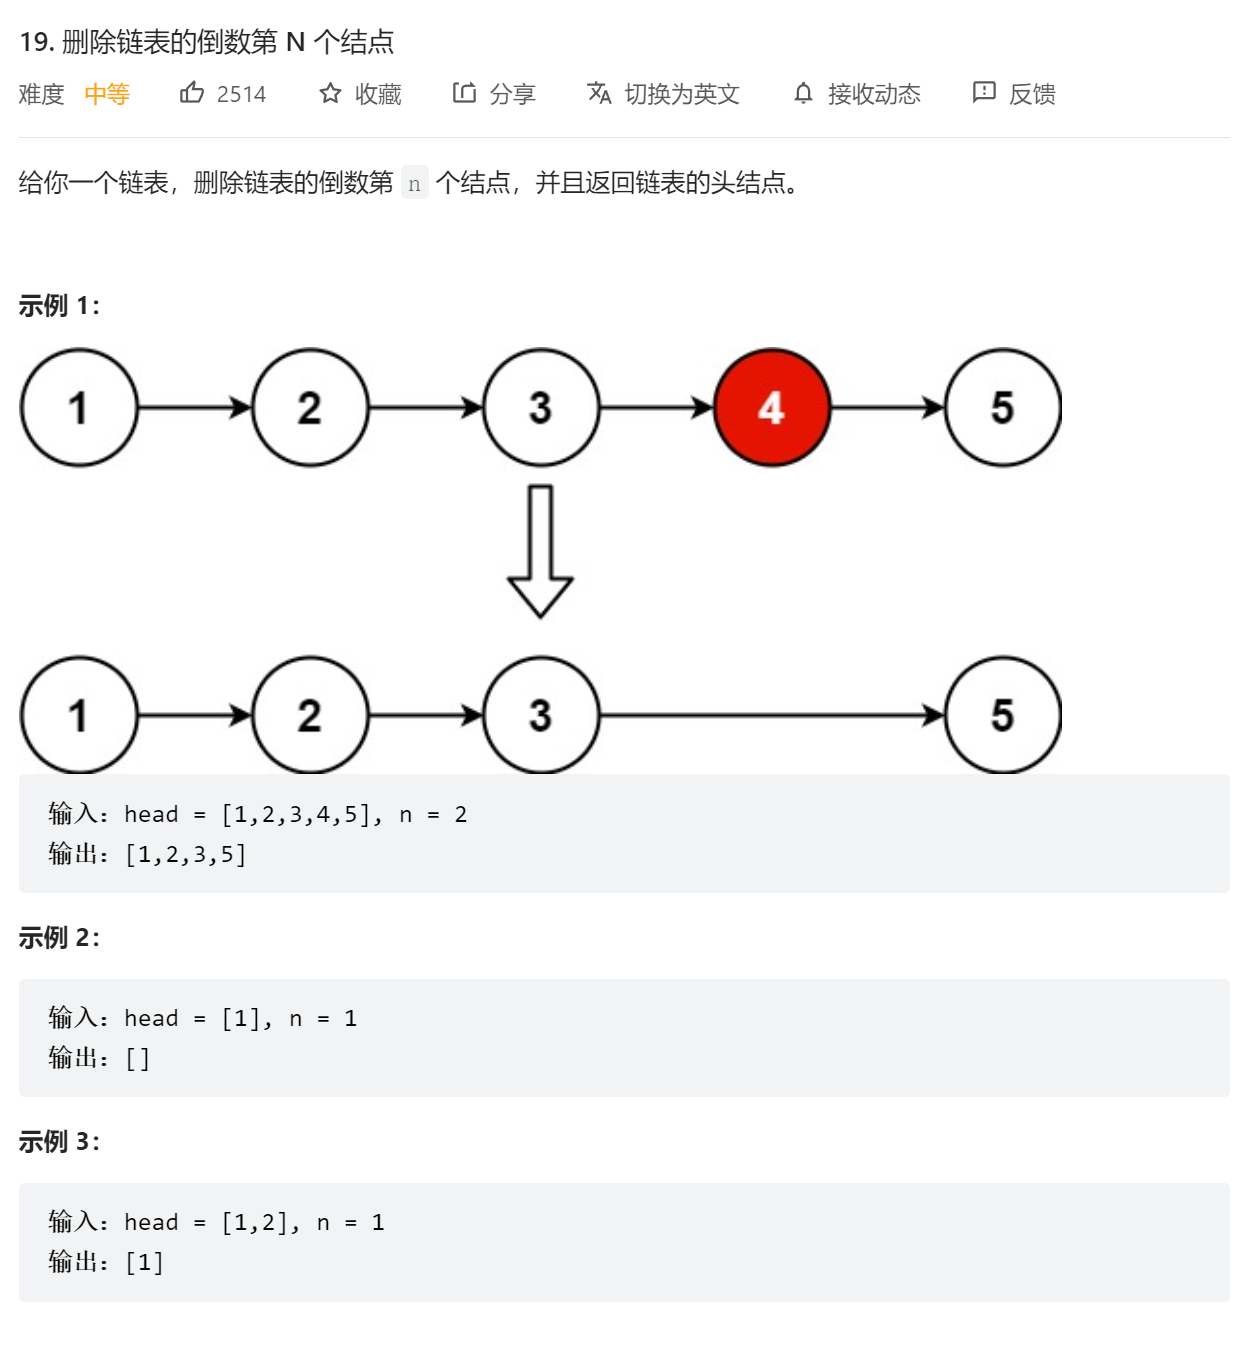 19. 删除链表的倒数第 N 个结点
难度 中等 2514 收藏 分享 切换为英文 接收动态 反馈
给你一个链表，删除链表的倒数第 n 个结点，并且返回链表的头结点。
示例 1：
1 2 3 4 5
1 2 3 5
输入：head = [1,2,3,4,5], n = 2
输出：[1,2,3,5]
示例 2：
输入：head = [1], n = 1
输出：[]
示例 3：
输入：head = [1,2], n = 1
输出：[1]